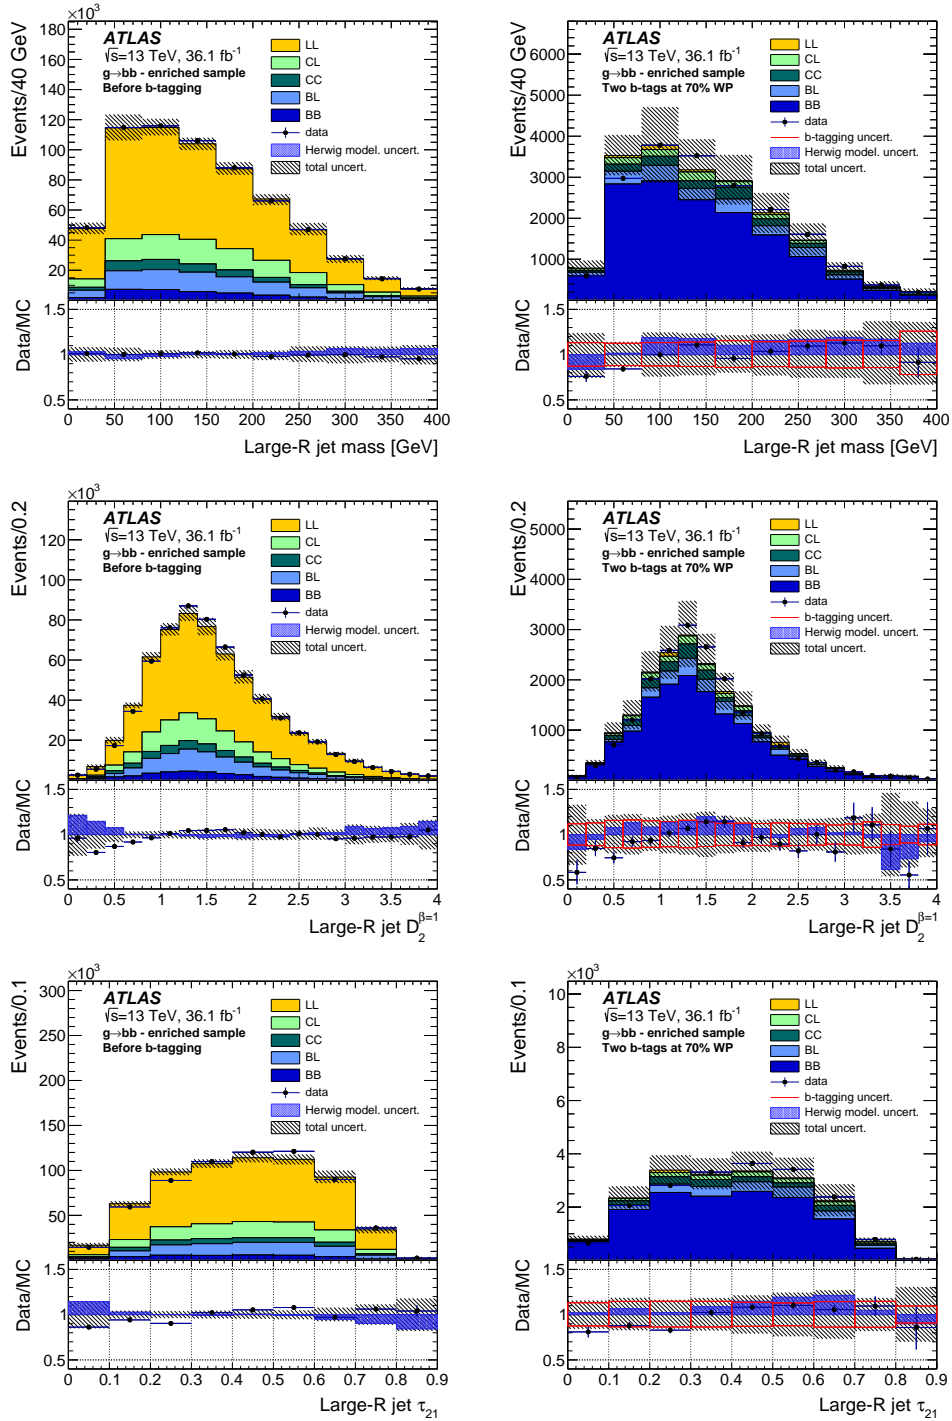 ×10³
Events/40 GeV
180
160
140
120
100
80
60
40
20
ATLAS
√s=13 TeV, 36.1 fb⁻¹
g→bb - enriched sample
Before b-tagging
LL
CL
CC
BL
BB
data
Herwig model. uncert.
total uncert.
Data/MC
1.5
1
0.5
0 50 100 150 200 250 300 350 400
Large-R jet mass [GeV]
Events/40 GeV
6000
5000
4000
3000
2000
1000
ATLAS
√s=13 TeV, 36.1 fb⁻¹
g→bb - enriched sample
Two b-tags at 70% WP
LL
CL
CC
BL
BB
data
b-tagging uncert.
Herwig model. uncert.
total uncert.
Data/MC
1.5
1
0.5
0 50 100 150 200 250 300 350 400
Large-R jet mass [GeV]
×10³
Events/0.2
120
100
80
60
40
20
ATLAS
√s=13 TeV, 36.1 fb⁻¹
g→bb - enriched sample
Before b-tagging
LL
CL
CC
BL
BB
data
Herwig model. uncert.
total uncert.
Data/MC
1.5
1
0.5
0 0.5 1 1.5 2 2.5 3 3.5 4
Large-R jet D₂^β=1
Events/0.2
5000
4000
3000
2000
1000
ATLAS
√s=13 TeV, 36.1 fb⁻¹
g→bb - enriched sample
Two b-tags at 70% WP
LL
CL
CC
BL
BB
data
b-tagging uncert.
Herwig model. uncert.
total uncert.
Data/MC
1.5
1
0.5
0 0.5 1 1.5 2 2.5 3 3.5 4
Large-R jet D₂^β=1
×10³
Events/0.1
300
250
200
150
100
50
ATLAS
√s=13 TeV, 36.1 fb⁻¹
g→bb - enriched sample
Before b-tagging
LL
CL
CC
BL
BB
data
Herwig model. uncert.
total uncert.
Data/MC
1.5
1
0.5
0 0.1 0.2 0.3 0.4 0.5 0.6 0.7 0.8 0.9
Large-R jet τ₂₁
×10³
Events/0.1
10
8
6
4
2
ATLAS
√s=13 TeV, 36.1 fb⁻¹
g→bb - enriched sample
Two b-tags at 70% WP
LL
CL
CC
BL
BB
data
b-tagging uncert.
Herwig model. uncert.
total uncert.
Data/MC
1.5
1
0.5
0 0.1 0.2 0.3 0.4 0.5 0.6 0.7 0.8 0.9
Large-R jet τ₂₁